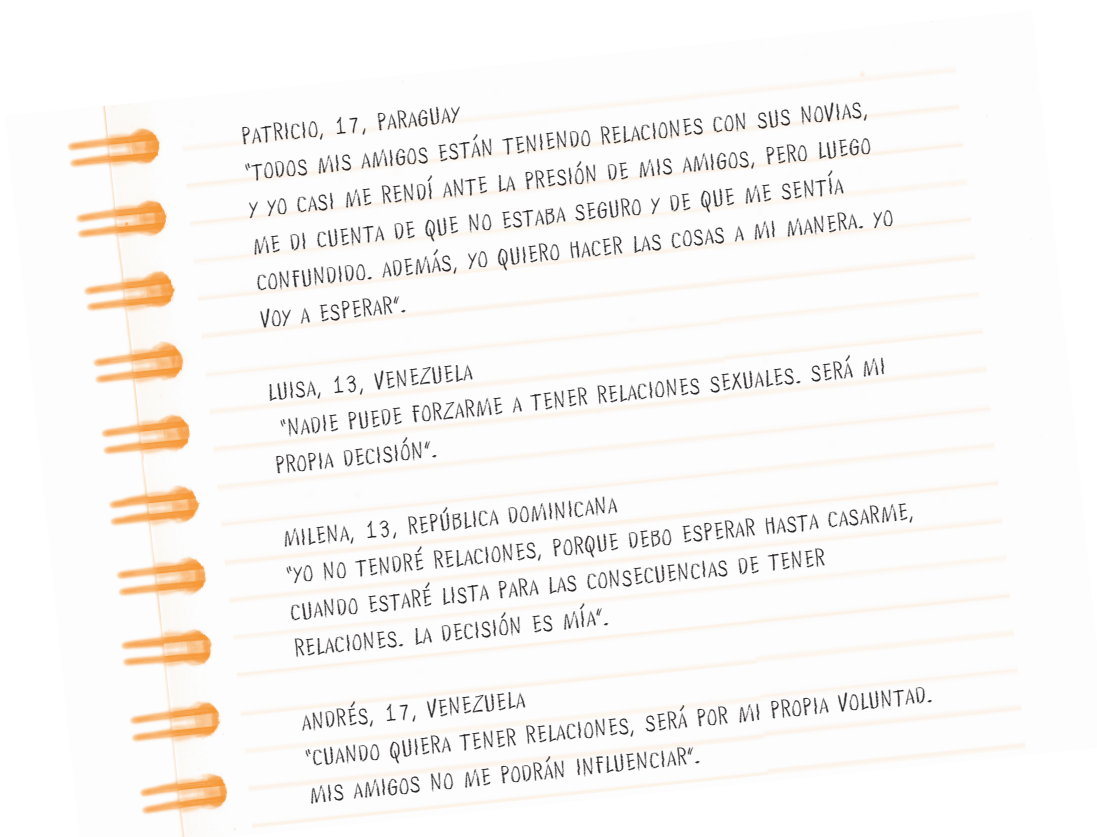 PATRICIO, 17, PARAGUAY
"TODOS MIS AMIGOS ESTÁN TENIENDO RELACIONES CON SUS NOVIAS,
Y YO CASI ME RENDÍ ANTE LA PRESIÓN DE MIS AMIGOS, PERO LUEGO
ME DI CUENTA DE QUE NO ESTABA SEGURO Y DE QUE ME SENTÍA
CONFUNDIDO. ADEMÁS, YO QUIERO HACER LAS COSAS A MI MANERA. YO
VOY A ESPERAR".
LUISA, 13, VENEZUELA
"NADIE PUEDE FORZARME A TENER RELACIONES SEXUALES. SERÁ MI
PROPIA DECISIÓN".
MILENA, 13, REPÚBLICA DOMINICANA
"YO NO TENDRÉ RELACIONES, PORQUE DEBO ESPERAR HASTA CASARME,
CUANDO ESTARÉ LISTA PARA LAS CONSECUENCIAS DE TENER
RELACIONES. LA DECISIÓN ES MÍA".
ANDRÉS, 17, VENEZUELA
"CUANDO QUIERA TENER RELACIONES, SERÁ POR MI PROPIA VOLUNTAD.
MIS AMIGOS NO ME PODRÁN INFLUENCIAR".